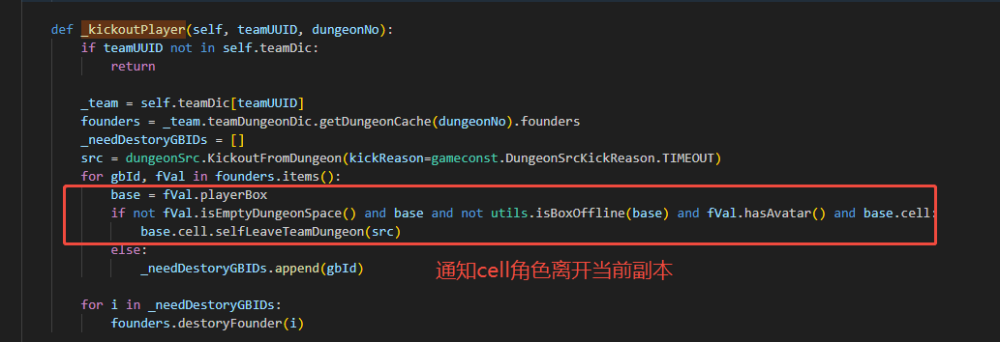 def _kickoutPlayer(self, teamUUID, dungeonNo):
if teamUUID not in self.teamDic:
return
_team = self.teamDic[teamUUID]
founders = _team.teamDungeonDic.getDungeonCache(dungeonNo).founders
_needDestoryGBIDs = []
src = dungeonSrc.KickoutFromDungeon(kickReason=gameconst.DungeonSrcKickReason.TIMEOUT)
for gbId, fVal in founders.items():
base = fVal.playerBox
if not fVal.isEmptyDungeonSpace() and base and not utils.isBoxOffline(base) and fVal.hasAvatar() and base.cell:
base.cell.selfLeaveTeamDungeon(src)
else:
_needDestoryGBIDs.append(gbId)
通知cell角色离开当前副本
for i in _needDestoryGBIDs:
founders.destoryFounder(i)